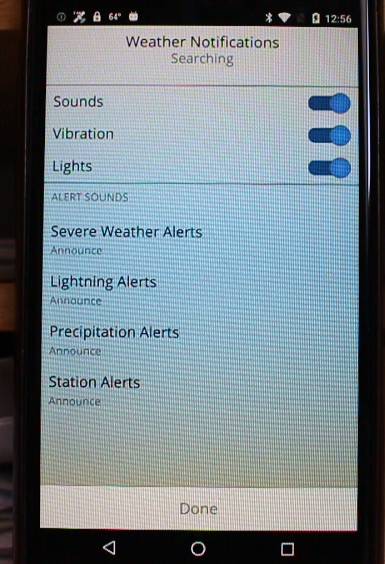 64° 12:56
Weather Notifications
Searching
Sounds
Vibration
Lights
ALERT SOUNDS
Severe Weather Alerts
Announce
Lightning Alerts
Announce
Precipitation Alerts
Announce
Station Alerts
Announce
Done